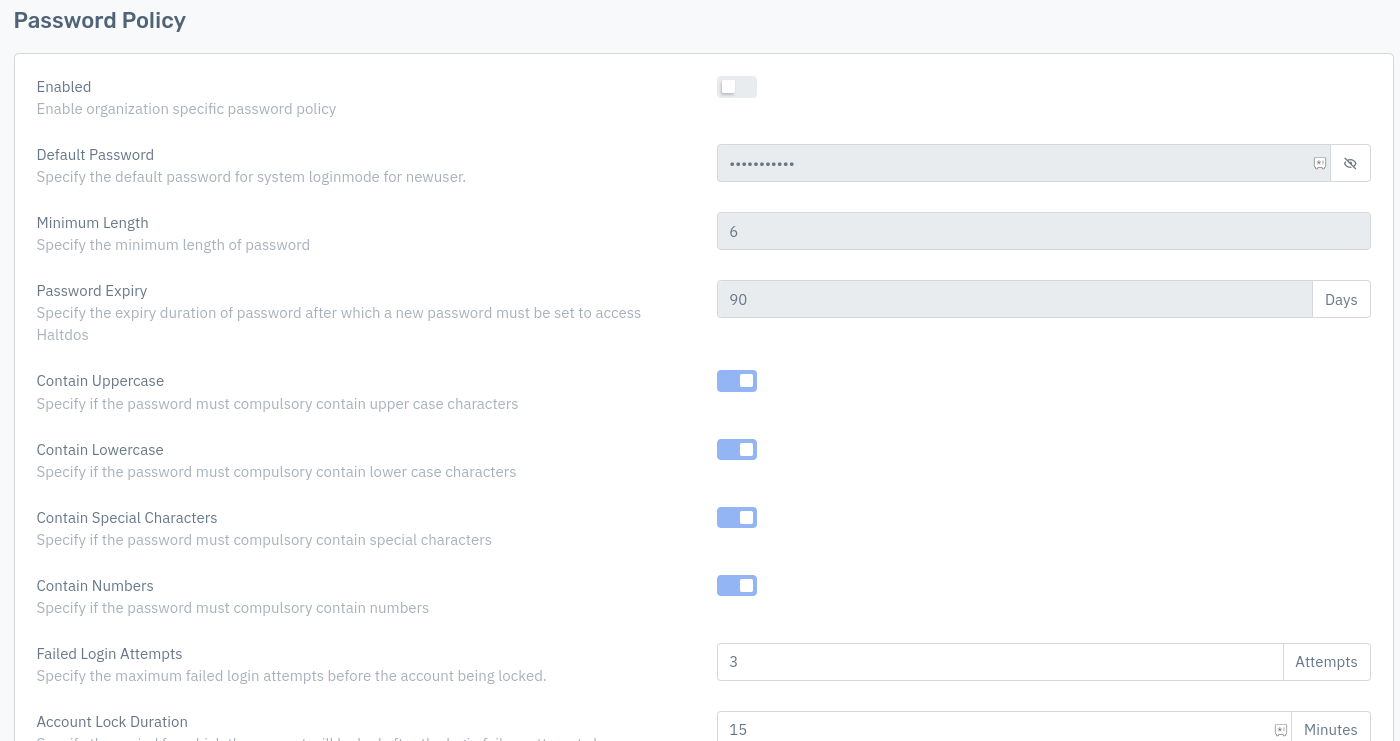 Password Policy
Enabled
Enable organization specific password policy
Default Password
•••••••••••
Specify the default password for system loginmode for newuser.
Minimum Length
6
Specify the minimum length of password
Password Expiry
90 Days
Specify the expiry duration of password after which a new password must be set to access
Haltdos
Contain Uppercase
Specify if the password must compulsory contain upper case characters
Contain Lowercase
Specify if the password must compulsory contain lower case characters
Contain Special Characters
Specify if the password must compulsory contain special characters
Contain Numbers
Specify if the password must compulsory contain numbers
Failed Login Attempts
3 Attempts
Specify the maximum failed login attempts before the account being locked.
Account Lock Duration
15 Minutes